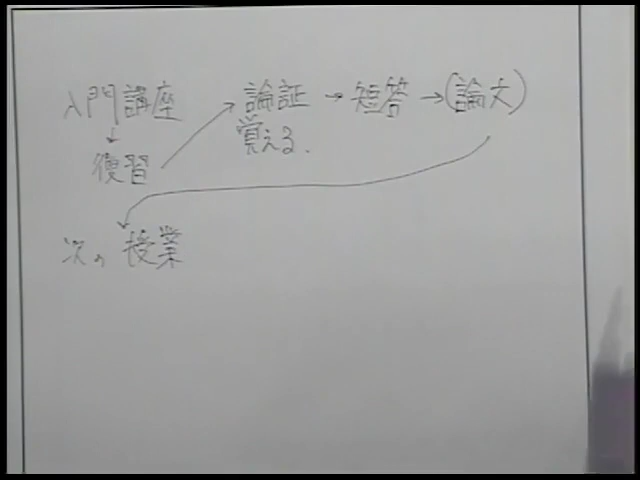 入門講座
↓
復習
論証 → 短答 → (論文)
覚える.
次の 授業